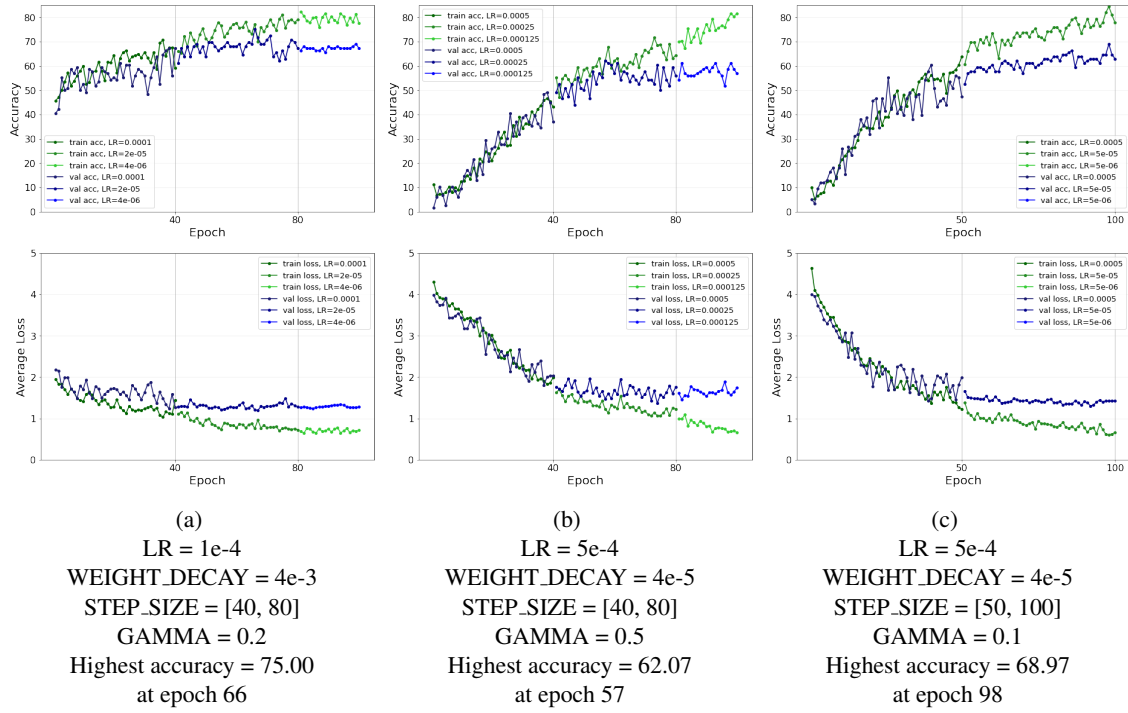 80
70
60
50
40
30
20
10
0
Accuracy
train acc, LR=0.0001
train acc, LR=2e-05
train acc, LR=4e-06
val acc, LR=0.0001
val acc, LR=2e-05
val acc, LR=4e-06
40
80
Epoch
80
70
60
50
40
30
20
10
0
Accuracy
train acc, LR=0.0005
train acc, LR=0.00025
train acc, LR=0.000125
val acc, LR=0.0005
val acc, LR=0.00025
val acc, LR=0.000125
40
80
Epoch
80
70
60
50
40
30
20
10
0
Accuracy
train acc, LR=0.0005
train acc, LR=5e-05
train acc, LR=5e-06
val acc, LR=0.0005
val acc, LR=5e-05
val acc, LR=5e-06
50
100
Epoch
5
4
3
2
1
0
Average Loss
train loss, LR=0.0001
train loss, LR=2e-05
train loss, LR=4e-06
val loss, LR=0.0001
val loss, LR=2e-05
val loss, LR=4e-06
40
80
Epoch
5
4
3
2
1
0
Average Loss
train loss, LR=0.0005
train loss, LR=0.00025
train loss, LR=0.000125
val loss, LR=0.0005
val loss, LR=0.00025
val loss, LR=0.000125
40
80
Epoch
5
4
3
2
1
0
Average Loss
train loss, LR=0.0005
train loss, LR=5e-05
train loss, LR=5e-06
val loss, LR=0.0005
val loss, LR=5e-05
val loss, LR=5e-06
50
100
Epoch
(a)
LR = 1e-4
WEIGHT_DECAY = 4e-3
STEP_SIZE = [40, 80]
GAMMA = 0.2
Highest accuracy = 75.00
at epoch 66
(b)
LR = 5e-4
WEIGHT_DECAY = 4e-5
STEP_SIZE = [40, 80]
GAMMA = 0.5
Highest accuracy = 62.07
at epoch 57
(c)
LR = 5e-4
WEIGHT_DECAY = 4e-5
STEP_SIZE = [50, 100]
GAMMA = 0.1
Highest accuracy = 68.97
at epoch 98